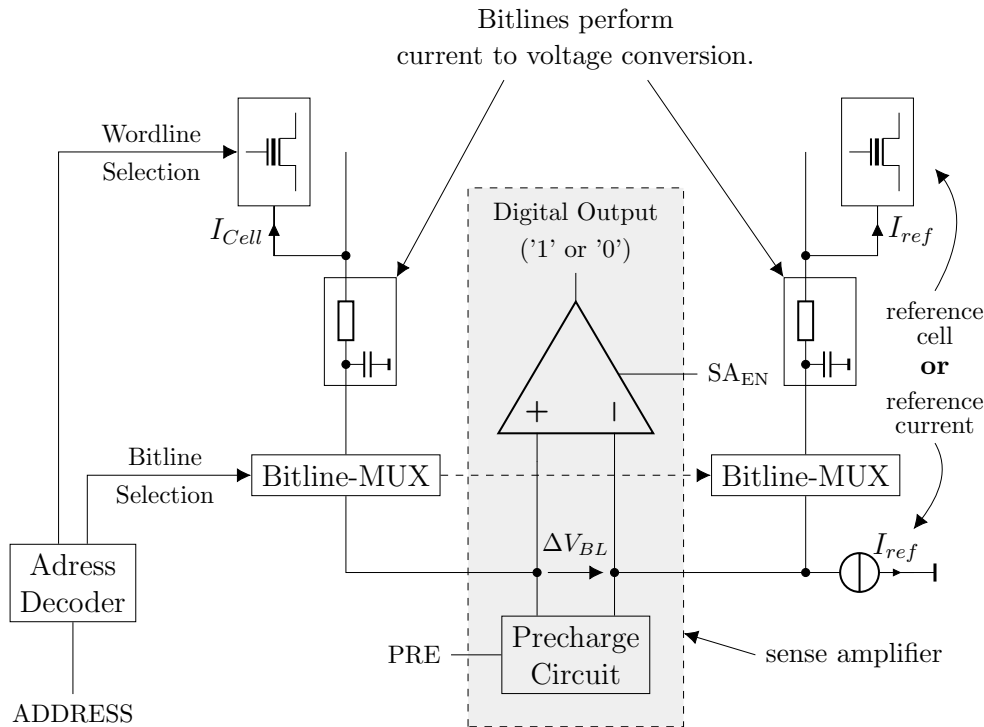 Bitlines perform
current to voltage conversion.
Wordline
Selection
I_Cell
Digital Output
('1' or '0')
I_ref
reference
cell
or
reference
current
SA_EN
+
−
Bitline
Selection
Bitline-MUX
Bitline-MUX
ΔV_BL
I_ref
Adress
Decoder
Precharge
Circuit
PRE
sense amplifier
ADDRESS